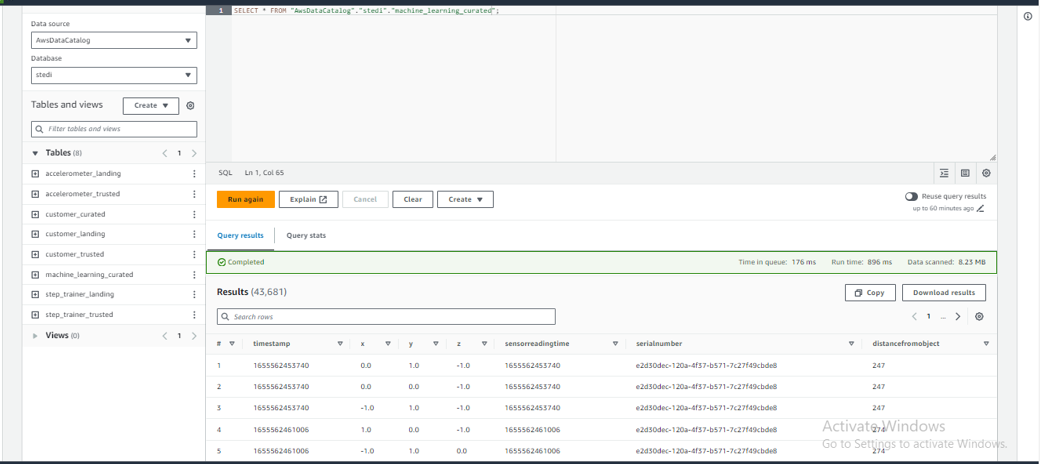 1 SELECT * FROM "AwsDataCatalog"."stedi"."machine_learning_curated";
Data source
AwsDataCatalog
Database
stedi
Tables and views Create
Filter tables and views
Tables (8) 1
accelerometer_landing
accelerometer_trusted
customer_curated
customer_landing
customer_trusted
machine_learning_curated
step_trainer_landing
step_trainer_trusted
Views (0) 1
SQL Ln 1, Col 65
Run again Explain Cancel Clear Create
Reuse query results
up to 60 minutes ago
Query results Query stats
Completed Time in queue: 176 ms Run time: 896 ms Data scanned: 8.23 MB
Results (43,681) Copy Download results
Search rows 1 ...
# timestamp x y z sensorreadingtime serialnumber distancefromobject
1 1655562453740 0.0 1.0 -1.0 1655562453740 e2d30dec-120a-4f37-b571-7c27f49cbde8 247
2 1655562453740 0.0 0.0 -1.0 1655562453740 e2d30dec-120a-4f37-b571-7c27f49cbde8 247
3 1655562453740 -1.0 1.0 -1.0 1655562453740 e2d30dec-120a-4f37-b571-7c27f49cbde8 247
4 1655562461006 1.0 0.0 -1.0 1655562461006 e2d30dec-120a-4f37-b571-7c27f49cbde8 274
5 1655562461006 -1.0 1.0 0.0 1655562461006 e2d30dec-120a-4f37-b571-7c27f49cbde8 274
Activate Windows
Go to Settings to activate Windows.